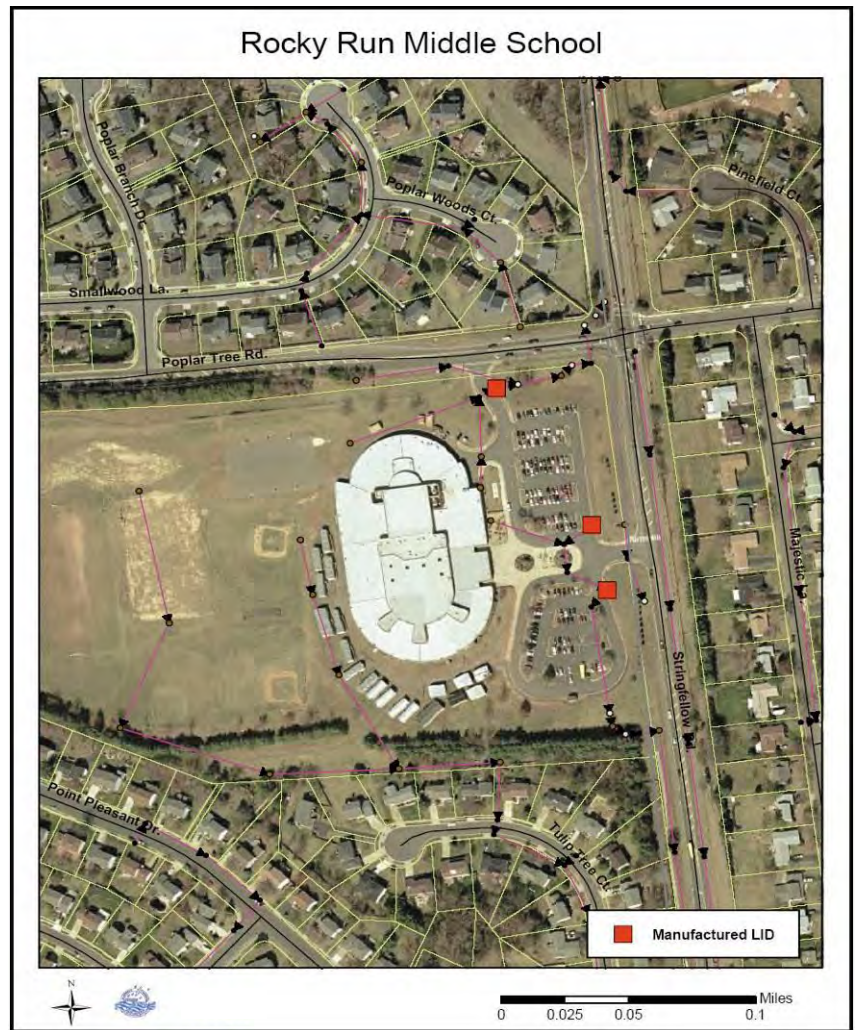 Rocky Run Middle School
Poplar Branch Dr.
Poplar Woods Ct.
Pinefield Ct.
Smallwood La.
Poplar Tree Rd.
Majestic Ln.
Stringfellow Rd.
Point Pleasant Dr.
Tulip Tree Ct.
Manufactured LID
N
Miles
0 0.025 0.05 0.1